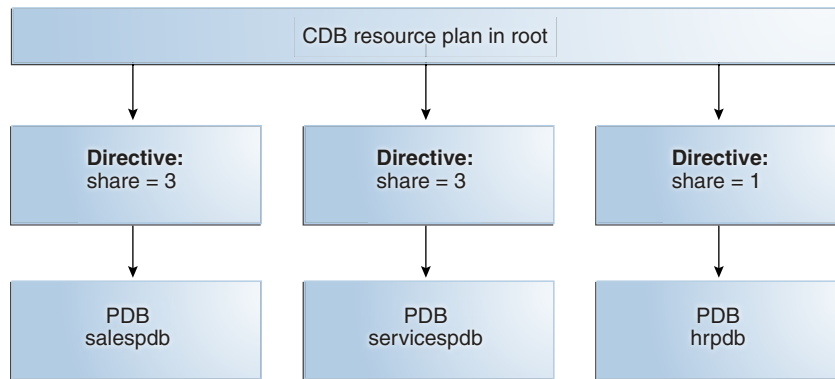 CDB resource plan in root
Directive:
share = 3
Directive:
share = 3
Directive:
share = 1
PDB
salespdb
PDB
servicespdb
PDB
hrpdb